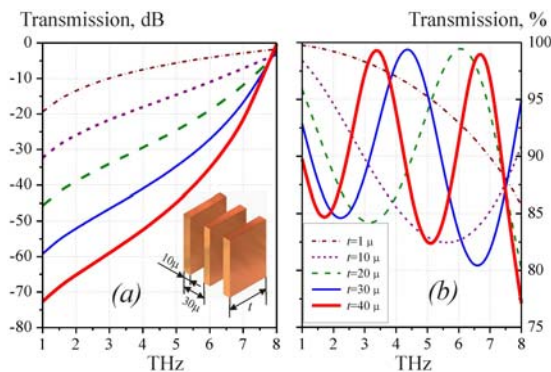 Transmission, dB
0
-10
-20
-30
-40
-50
-60
-70
-80
1 2 3 4 5 6 7 8
THz
10μ
30μ
t
(a)
Transmission, %
100
95
90
85
80
75
1 2 3 4 5 6 7 8
THz
t=1 μ
t=10 μ
t=20 μ
t=30 μ
t=40 μ
(b)